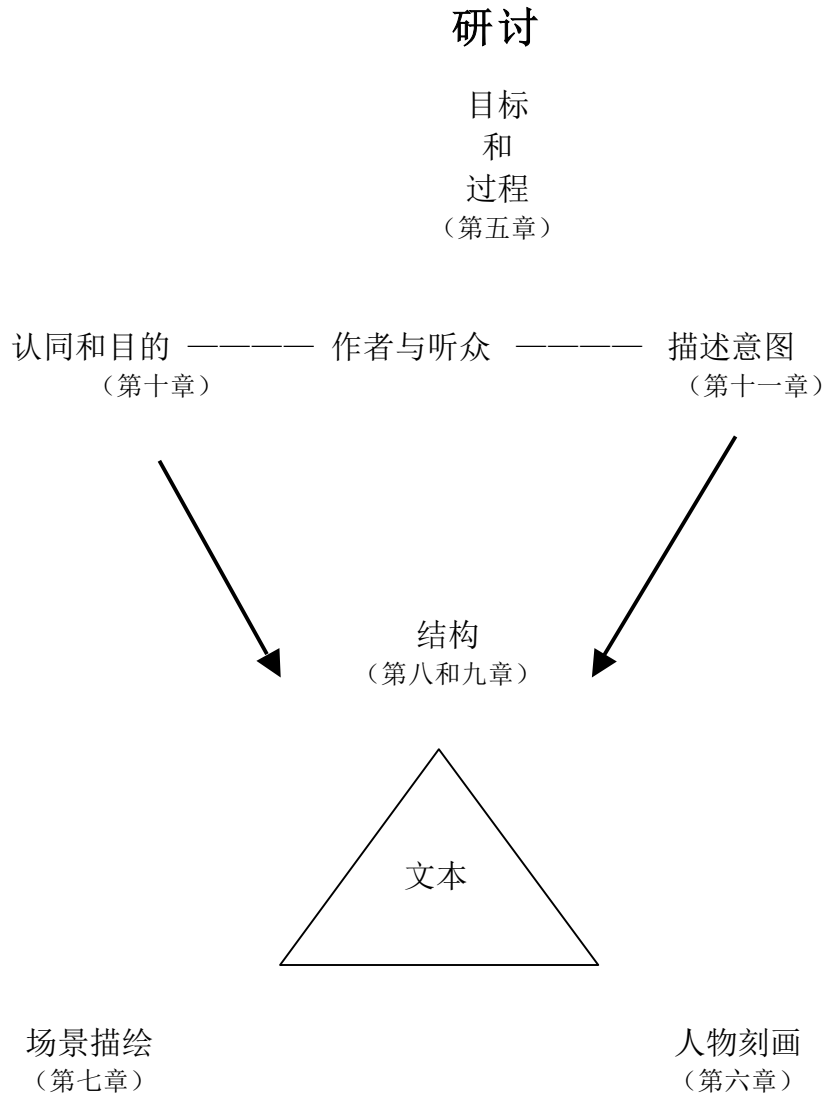 研讨
目标
和
过程
（第五章）
认同和目的 ———— 作者与听众 ———— 描述意图
（第十章） （第十一章）
结构
（第八和九章）
文本
场景描绘 人物刻画
（第七章） （第六章）